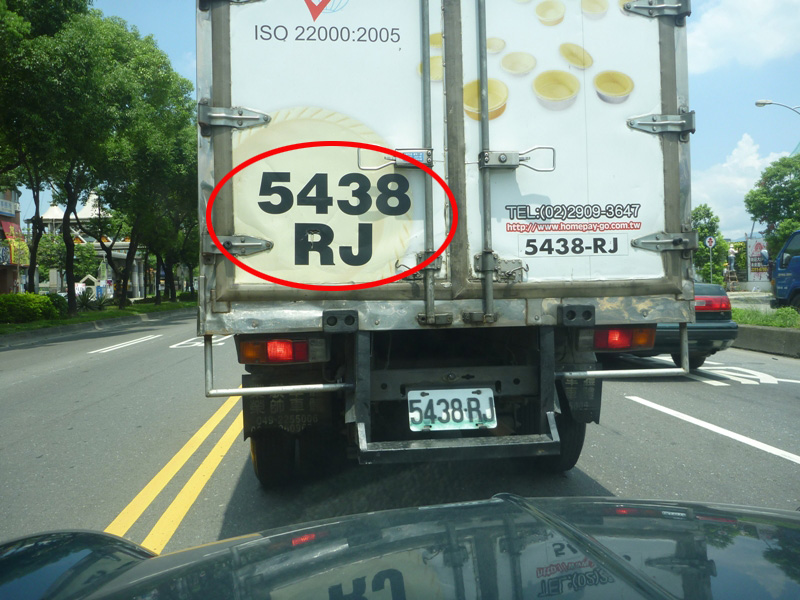 ISO 22000:2005
5438
RJ
TEL:(02)2909-3647
http://www.homepay-go.com.tw
5438-RJ
5438-RJ